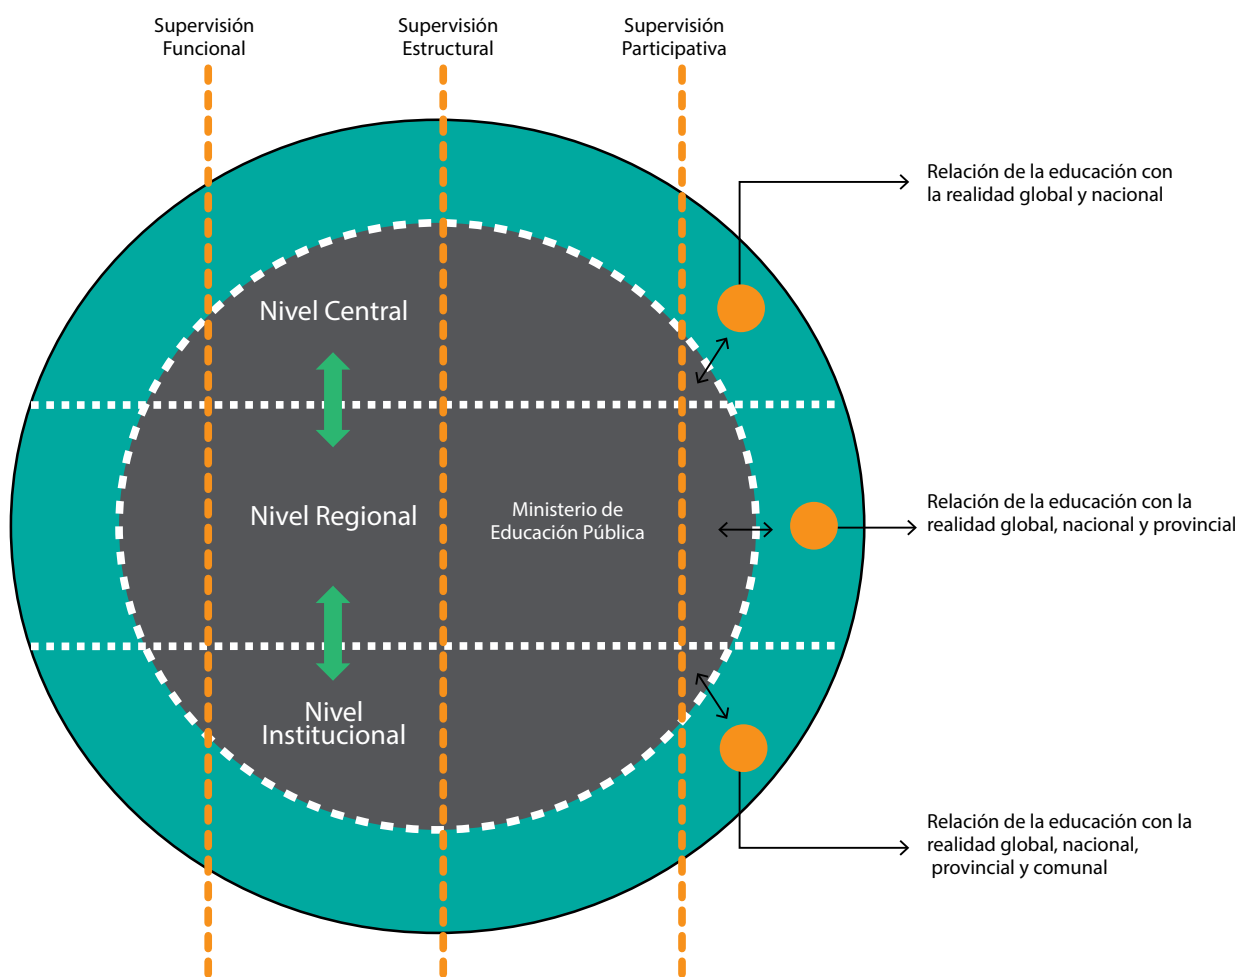 Supervisión
Funcional
Supervisión
Estructural
Supervisión
Participativa
Relación de la educación con
la realidad global y nacional
Nivel Central
Nivel Regional
Ministerio de
Educación Pública
Relación de la educación con la
realidad global, nacional y provincial
Nivel
Institucional
Relación de la educación con la
realidad global, nacional,
provincial y comunal